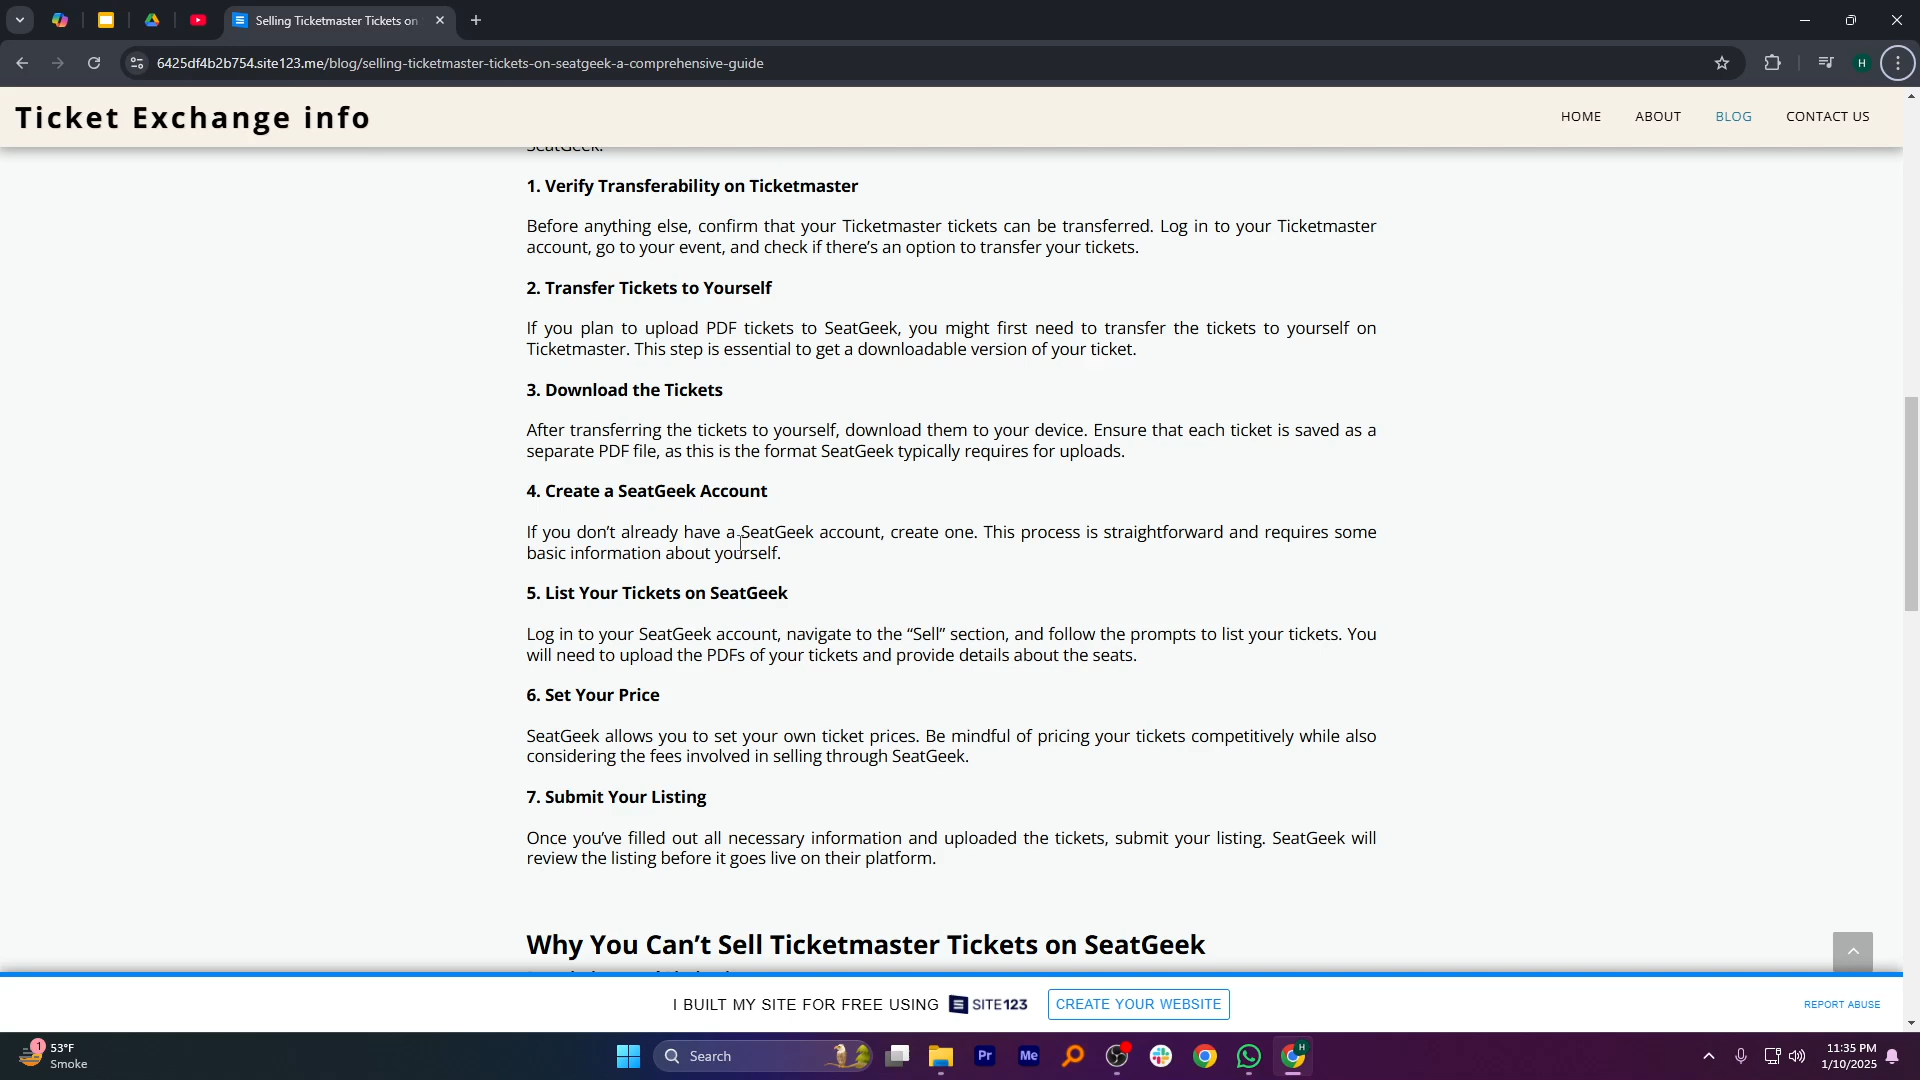 Selling Ticketmaster Tickets on
6425df4b2b754.site123.me/blog/selling-ticketmaster-tickets-on-seatgeek-a-comprehensive-guide
H
Ticket Exchange info
HOME
ABOUT
BLOG
CONTACT US
SeatGeek.
1. Verify Transferability on Ticketmaster
Before anything else, confirm that your Ticketmaster tickets can be transferred. Log in to your Ticketmaster
account, go to your event, and check if there's an option to transfer your tickets.
2. Transfer Tickets to Yourself
If you plan to upload PDF tickets to SeatGeek, you might first need to transfer the tickets to yourself on
Ticketmaster. This step is essential to get a downloadable version of your ticket.
3. Download the Tickets
After transferring the tickets to yourself, download them to your device. Ensure that each ticket is saved as a
separate PDF file, as this is the format SeatGeek typically requires for uploads.
4. Create a SeatGeek Account
If you don't already have a SeatGeek account, create one. This process is straightforward and requires some
basic information about yourself.
5. List Your Tickets on SeatGeek
Log in to your SeatGeek account, navigate to the “Sell” section, and follow the prompts to list your tickets. You
will need to upload the PDFs of your tickets and provide details about the seats.
6. Set Your Price
SeatGeek allows you to set your own ticket prices. Be mindful of pricing your tickets competitively while also
considering the fees involved in selling through SeatGeek.
7. Submit Your Listing
Once you've filled out all necessary information and uploaded the tickets, submit your listing. SeatGeek will
review the listing before it goes live on their platform.
Why You Can't Sell Ticketmaster Tickets on SeatGeek
I BUILT MY SITE FOR FREE USING SITE123
CREATE YOUR WEBSITE
REPORT ABUSE
1
53°F
Smoke
Search
Pr
Me
H
11:35 PM
1/10/2025